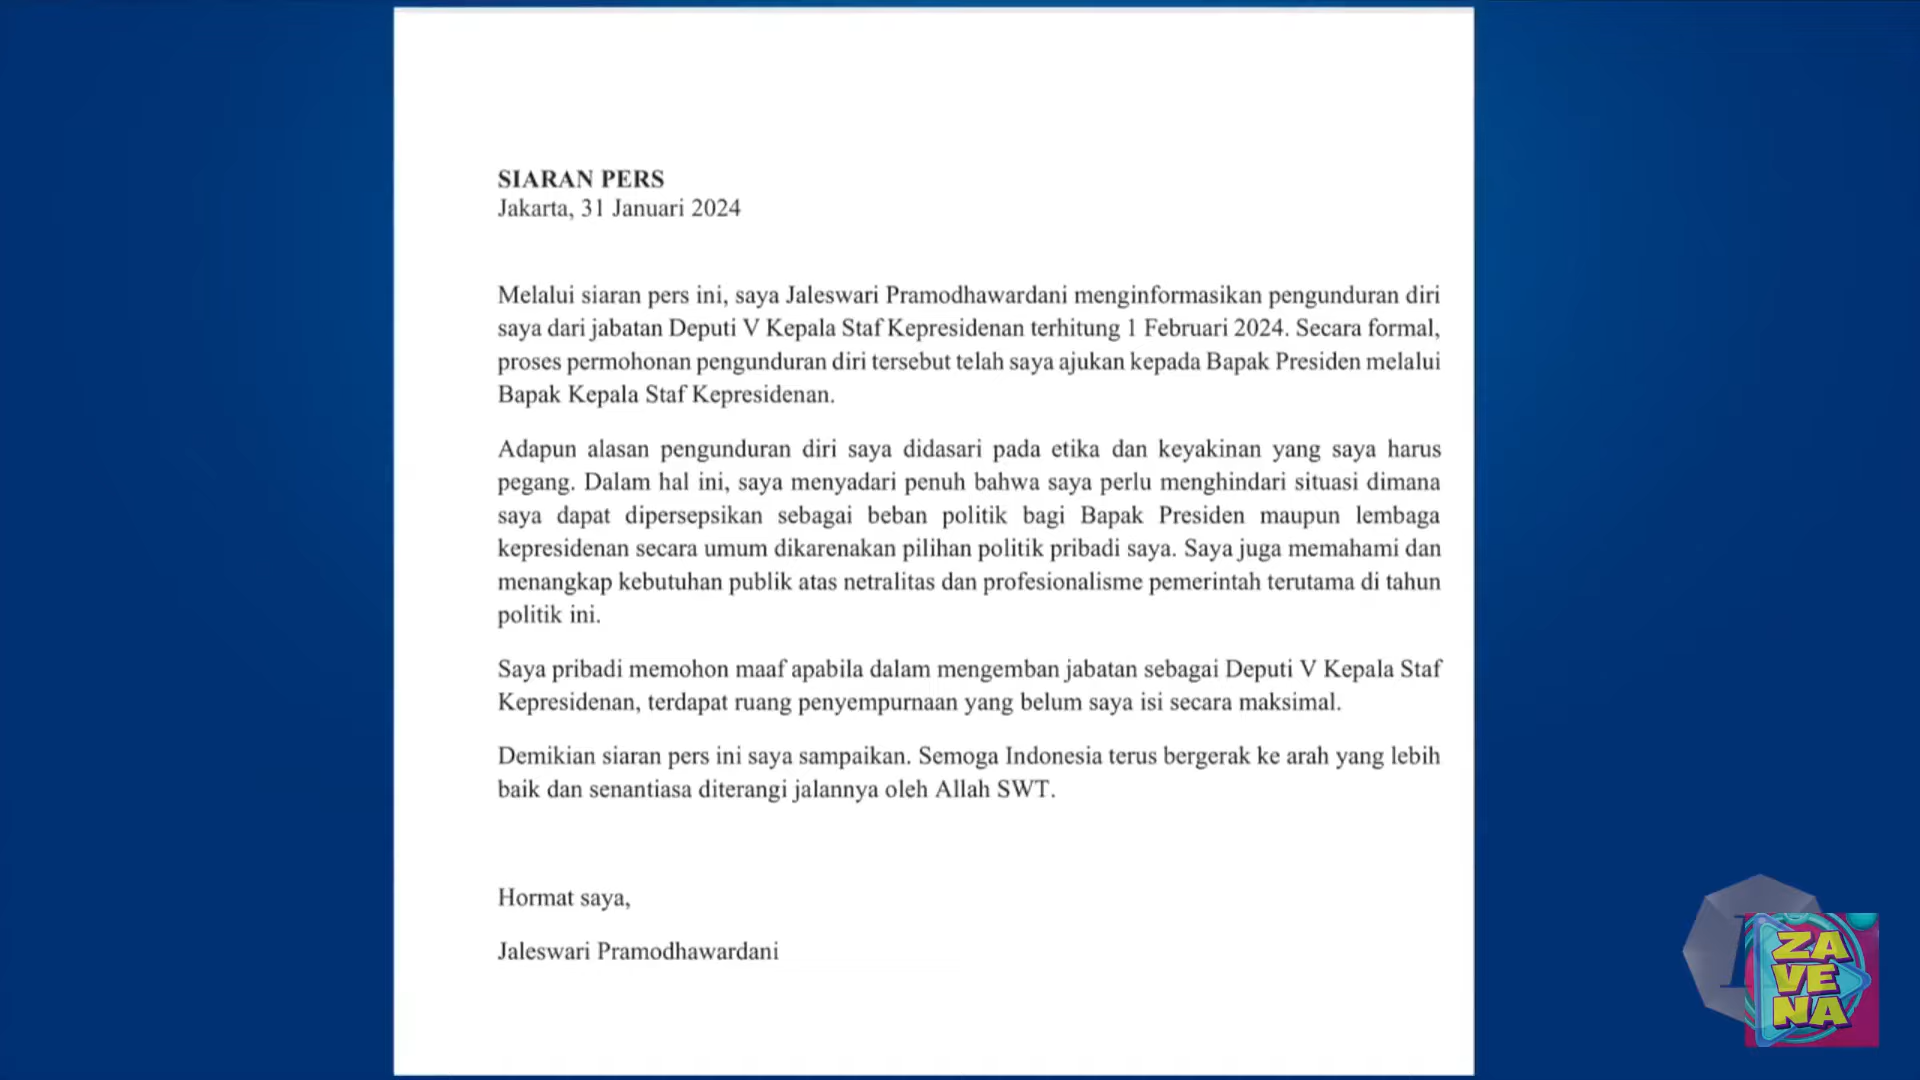 SIARAN PERS
Jakarta, 31 Januari 2024
Melalui siaran pers ini, saya Jaleswari Pramodhawardani menginformasikan pengunduran diri
saya dari jabatan Deputi V Kepala Staf Kepresidenan terhitung 1 Februari 2024. Secara formal,
proses permohonan pengunduran diri tersebut telah saya ajukan kepada Bapak Presiden melalui
Bapak Kepala Staf Kepresidenan.
Adapun alasan pengunduran diri saya didasari pada etika dan keyakinan yang saya harus
pegang. Dalam hal ini, saya menyadari penuh bahwa saya perlu menghindari situasi dimana
saya dapat dipersepsikan sebagai beban politik bagi Bapak Presiden maupun lembaga
kepresidenan secara umum dikarenakan pilihan politik pribadi saya. Saya juga memahami dan
menangkap kebutuhan publik atas netralitas dan profesionalisme pemerintah terutama di tahun
politik ini.
Saya pribadi memohon maaf apabila dalam mengemban jabatan sebagai Deputi V Kepala Staf
Kepresidenan, terdapat ruang penyempurnaan yang belum saya isi secara maksimal.
Demikian siaran pers ini saya sampaikan. Semoga Indonesia terus bergerak ke arah yang lebih
baik dan senantiasa diterangi jalannya oleh Allah SWT.
Hormat saya,
Jaleswari Pramodhawardani
ZA
VE
NA